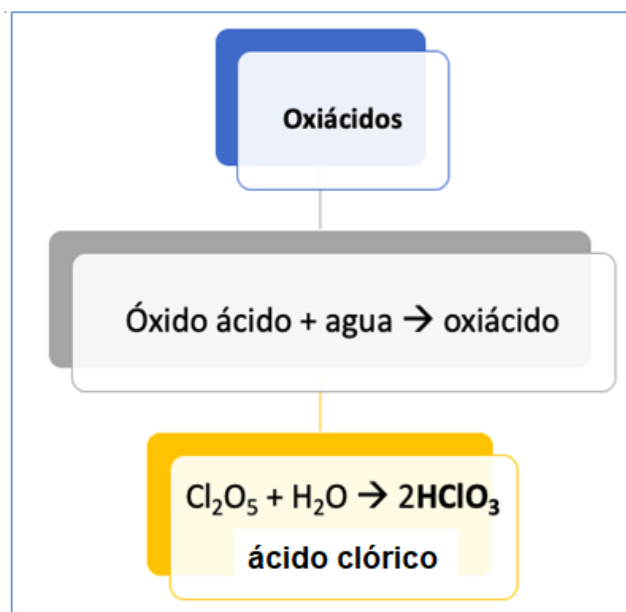 Oxiácidos
Óxido ácido + agua → oxiácido
Cl₂O₅ + H₂O → 2HClO₃
ácido clórico